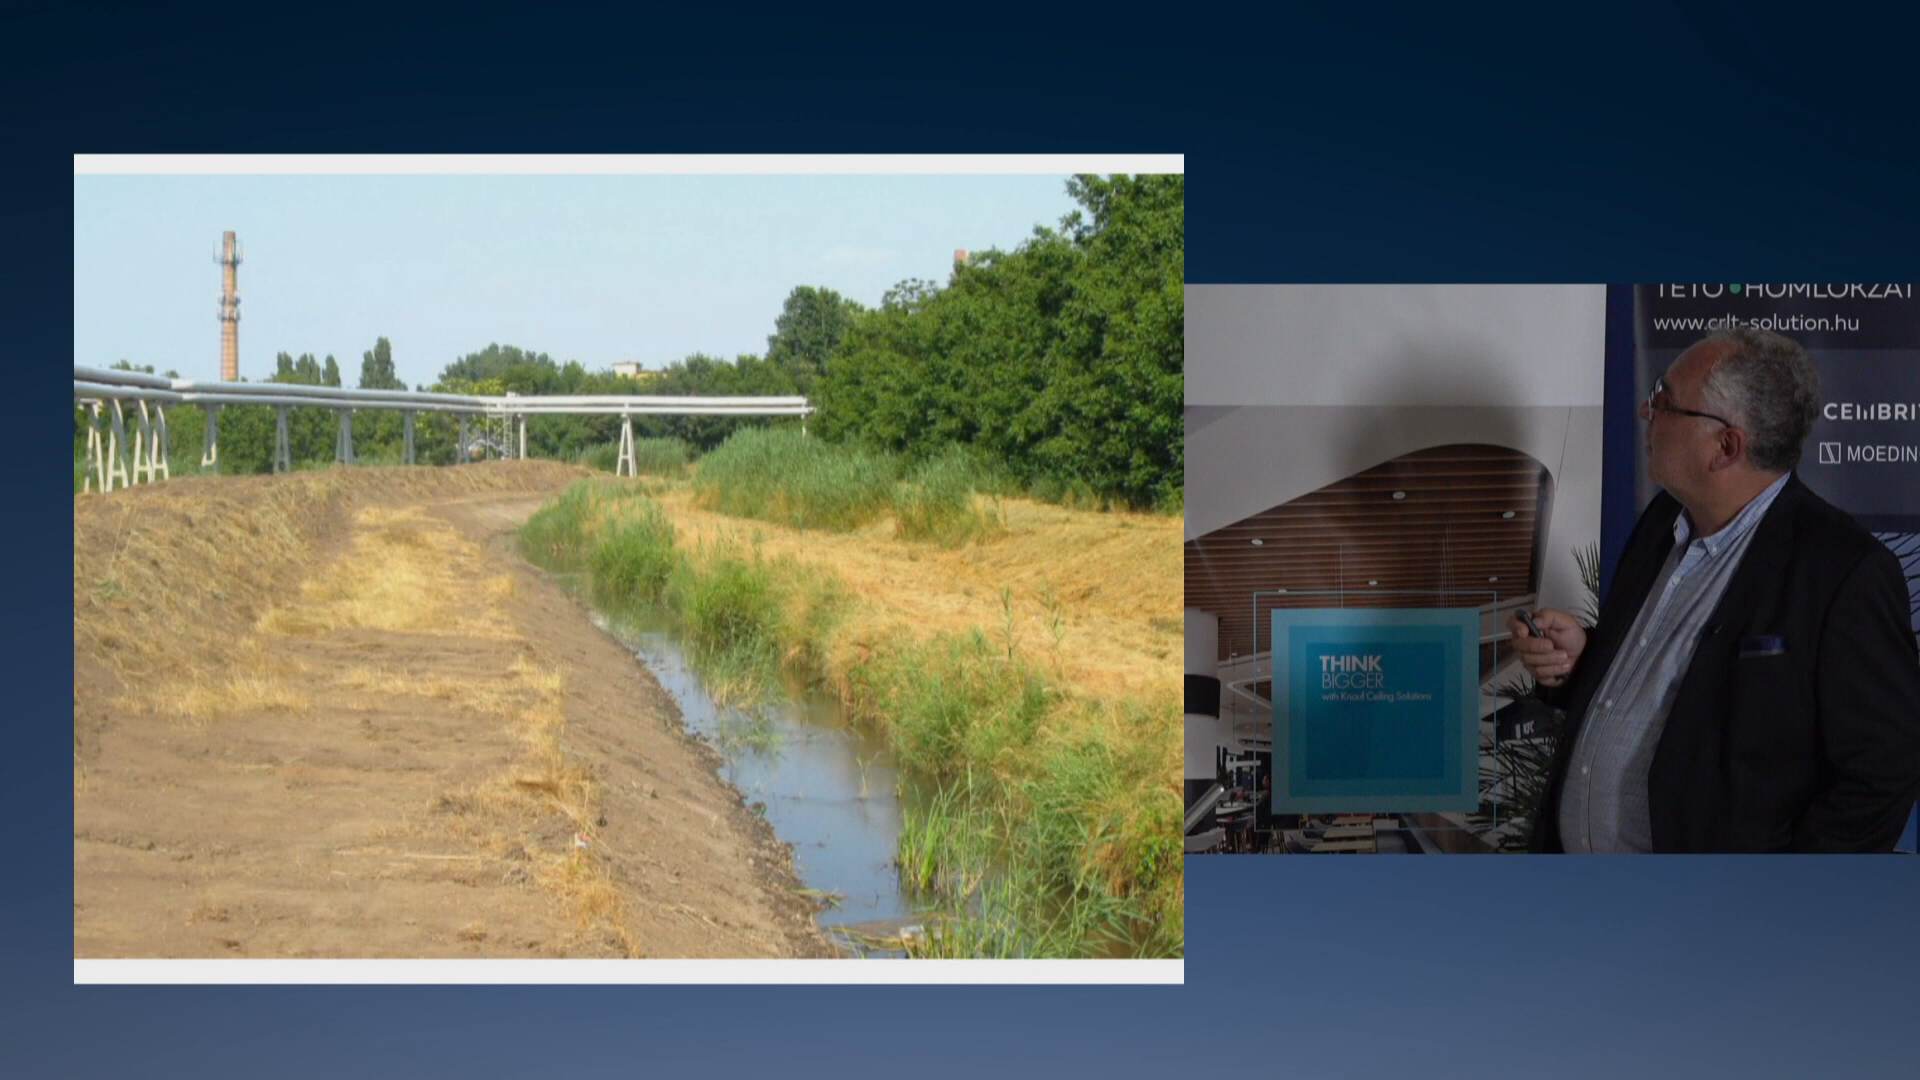 TETŐ • HOMLOKZAT
www.crlt-solution.hu
CEMBRIT
MOEDIN
THINK
BIGGER
with Knauf Ceiling Solutions